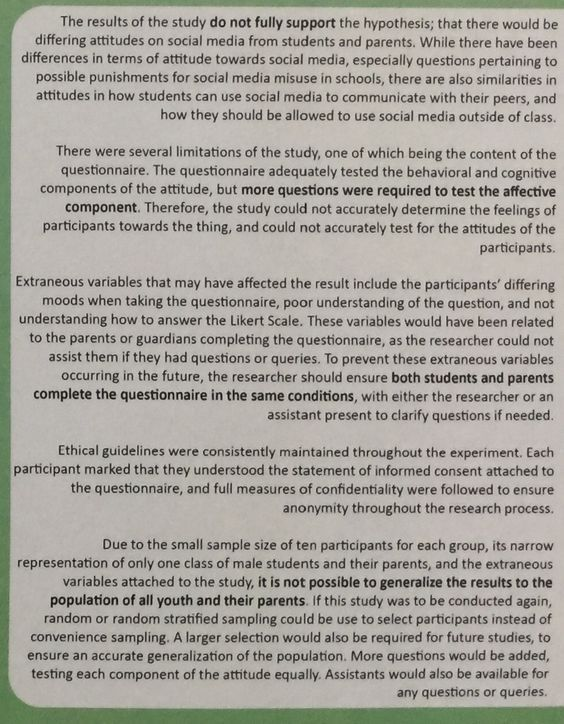 The results of the study do not fully support the hypothesis; that there would be
differing attitudes on social media from students and parents. While there have been
differences in terms of attitude towards social media, especially questions pertaining to
possible punishments for social media misuse in schools, there are also similarities in
attitudes in how students can use social media to communicate with their peers, and
how they should be allowed to use social media outside of class.
There were several limitations of the study, one of which being the content of the
questionnaire. The questionnaire adequately tested the behavioral and cognitive
components of the attitude, but more questions were required to test the affective
component. Therefore, the study could not accurately determine the feelings of
participants towards the thing, and could not accurately test for the attitudes of the
participants.
Extraneous variables that may have affected the result include the participants' differing
moods when taking the questionnaire, poor understanding of the question, and not
understanding how to answer the Likert Scale. These variables would have been related
to the parents or guardians completing the questionnaire, as the researcher could not
assist them if they had questions or queries. To prevent these extraneous variables
occurring in the future, the researcher should ensure both students and parents
complete the questionnaire in the same conditions, with either the researcher or an
assistant present to clarify questions if needed.
Ethical guidelines were consistently maintained throughout the experiment. Each
participant marked that they understood the statement of informed consent attached to
the questionnaire, and full measures of confidentiality were followed to ensure
anonymity throughout the research process.
Due to the small sample size of ten participants for each group, its narrow
representation of only one class of male students and their parents, and the extraneous
variables attached to the study, it is not possible to generalize the results to the
population of all youth and their parents. If this study was to be conducted again,
random or random stratified sampling could be use to select participants instead of
convenience sampling. A larger selection would also be required for future studies, to
ensure an accurate generalization of the population. More questions would be added,
testing each component of the attitude equally. Assistants would also be available for
any questions or queries.